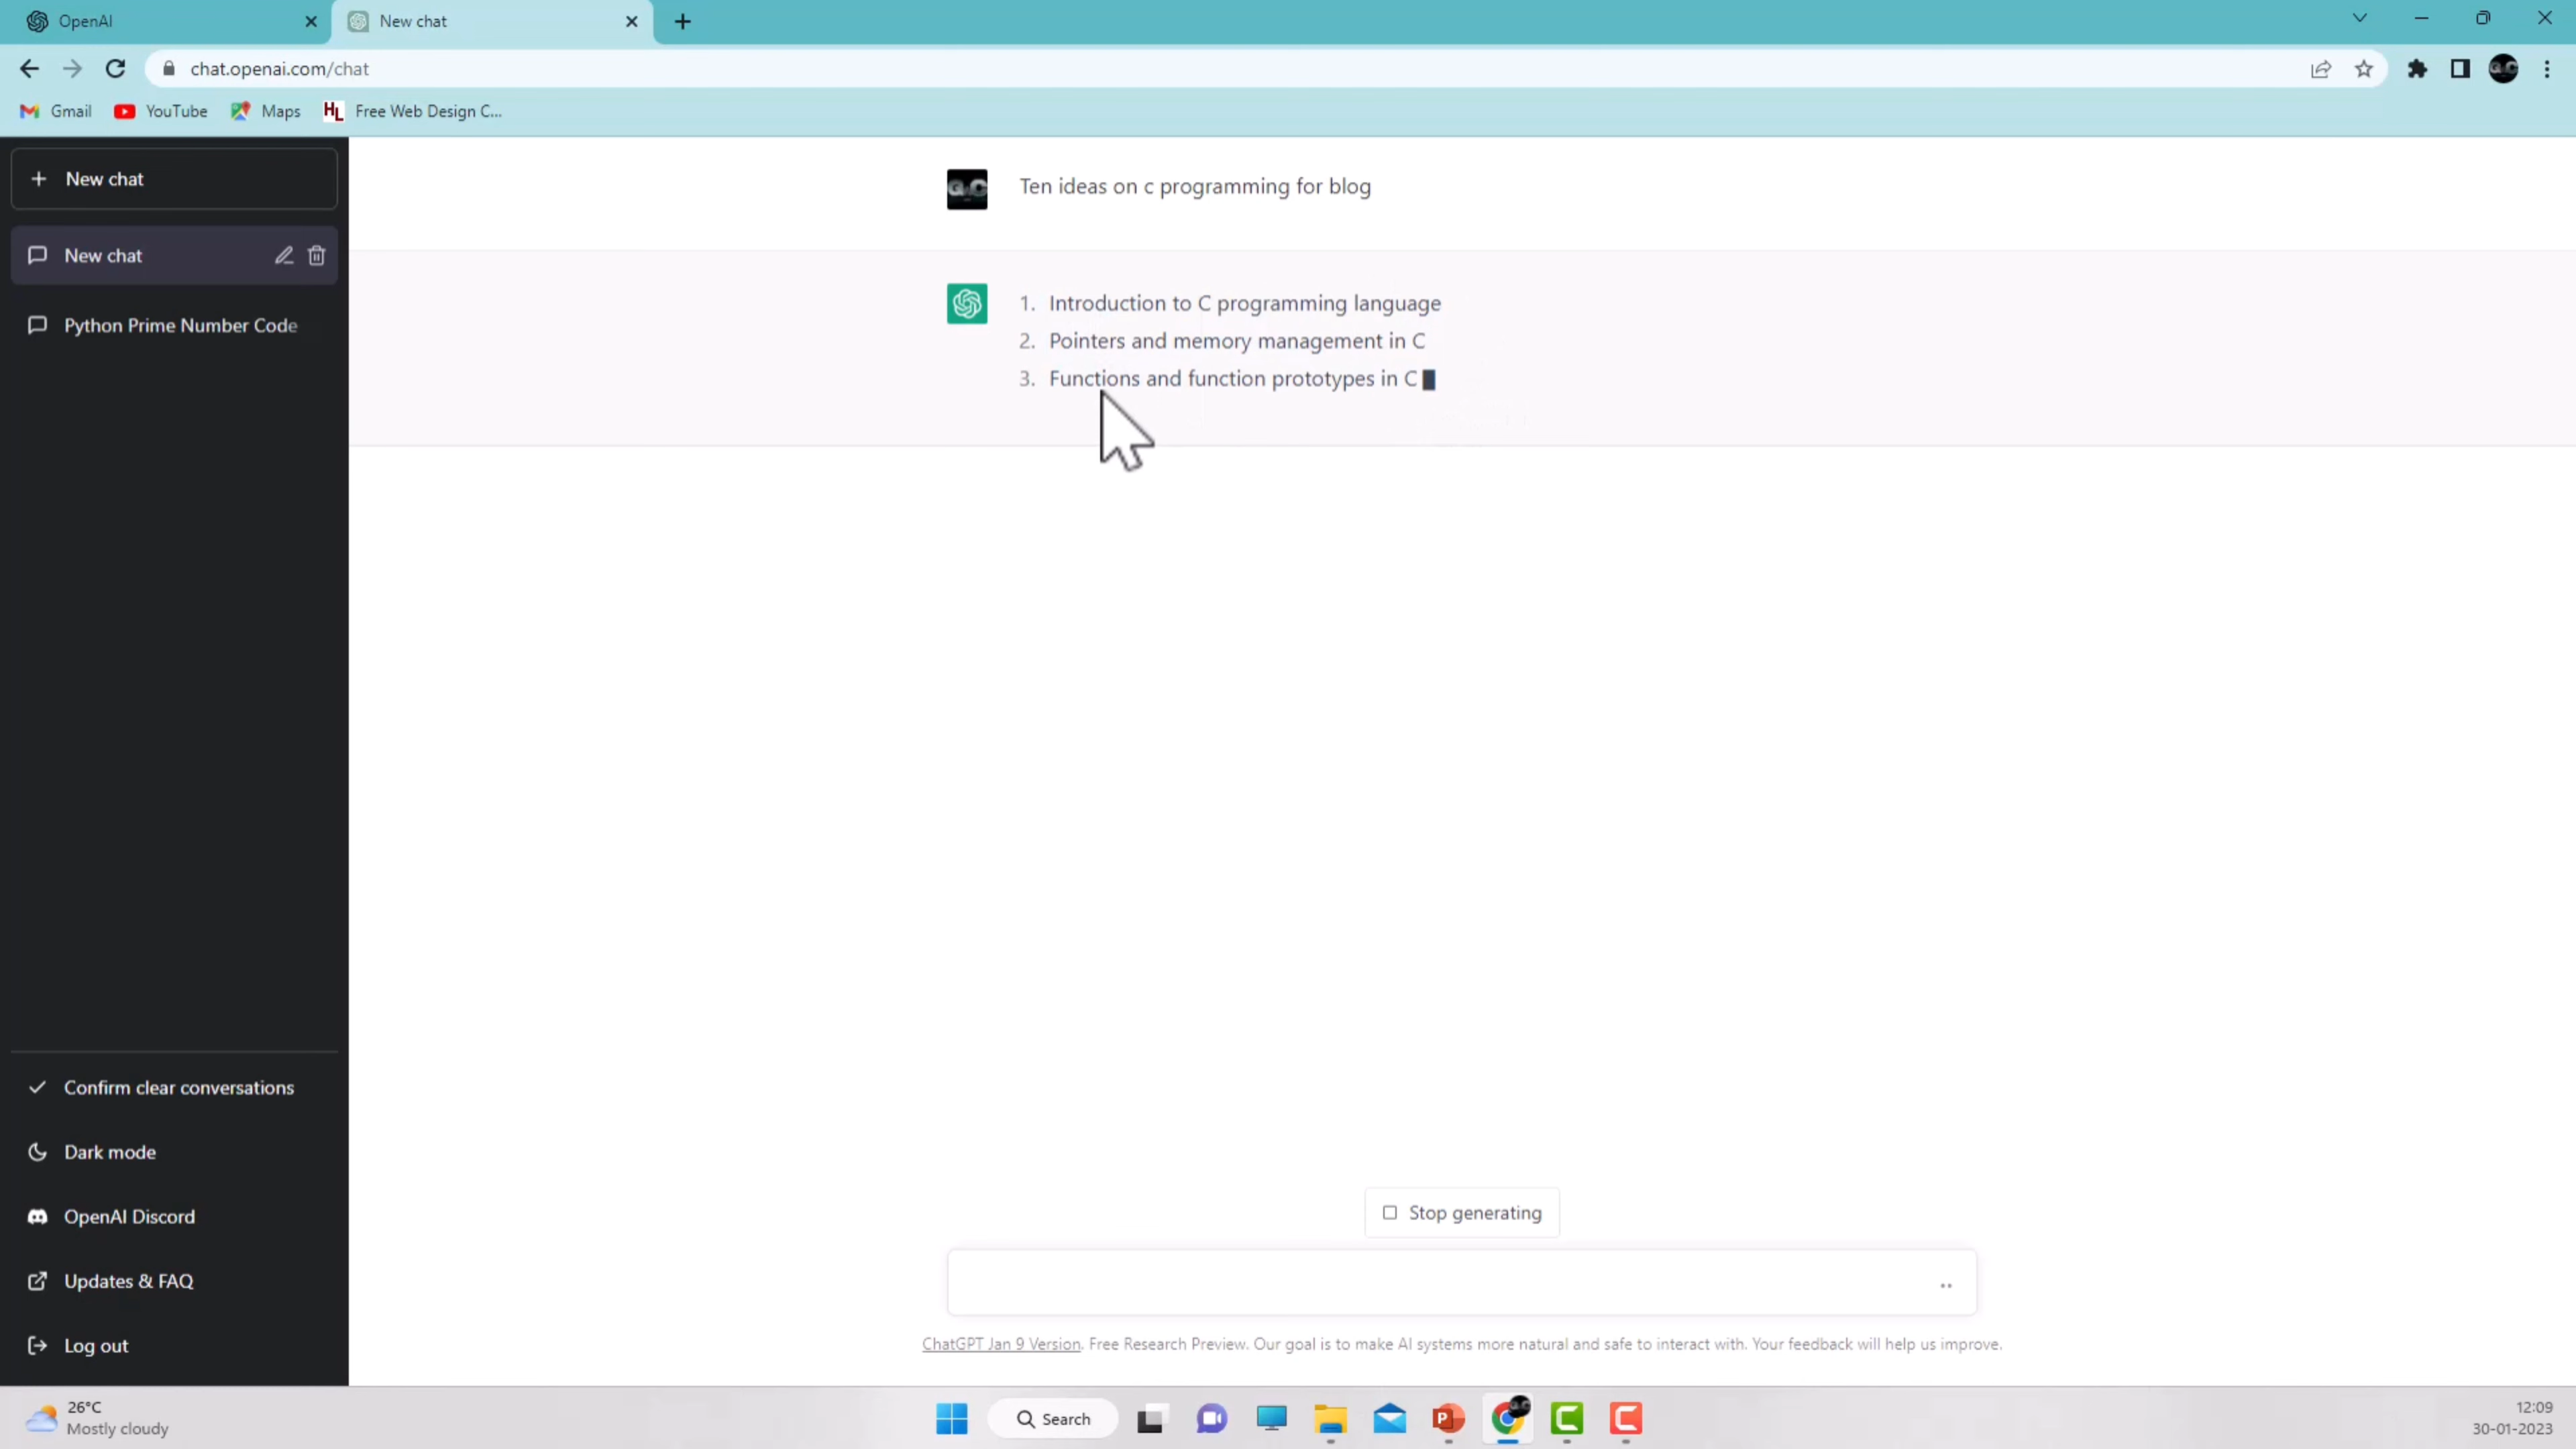 OpenAI
New chat
chat.openai.com/chat
Gmail
YouTube
Maps
HL
Free Web Design C...
New chat
New chat
Python Prime Number Code
G.C
Ten ideas on c programming for blog
1. Introduction to C programming language
2. Pointers and memory management in C
3. Functions and function prototypes in C
Confirm clear conversations
Dark mode
OpenAI Discord
Updates & FAQ
Log out
Stop generating
ChatGPT Jan 9 Version. Free Research Preview. Our goal is to make AI systems more natural and safe to interact with. Your feedback will help us improve.
26°C
Mostly cloudy
Search
12:09
30-01-2023